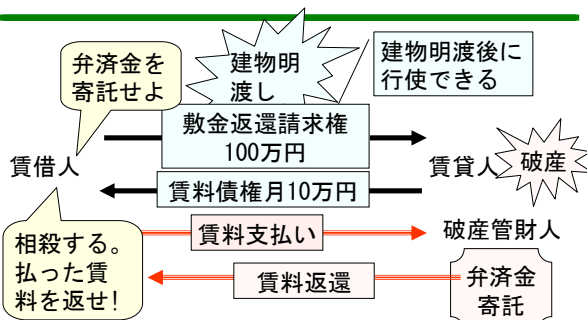 弁済金を
寄託せよ
建物明
渡し
建物明渡後に
行使できる
敷金返還請求権
100万円
賃借人
賃貸人
破産
賃料債権月10万円
相殺する。
払った賃
料を返せ!
賃料支払い
破産管財人
賃料返還
弁済金
寄託